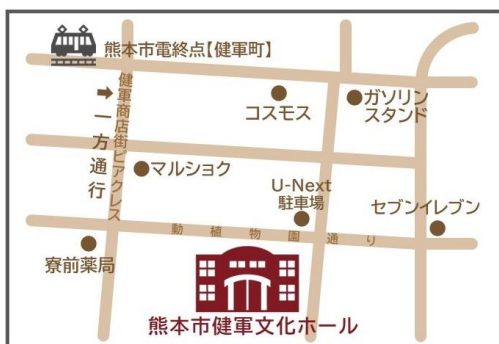 熊本市電終点【健軍町】
健軍商店街ピアクレス
➡一方通行
コスモス
ガソリン
スタンド
マルショク
U-Next
駐車場
セブンイレブン
動植物園通り
寮前薬局
熊本市健軍文化ホール